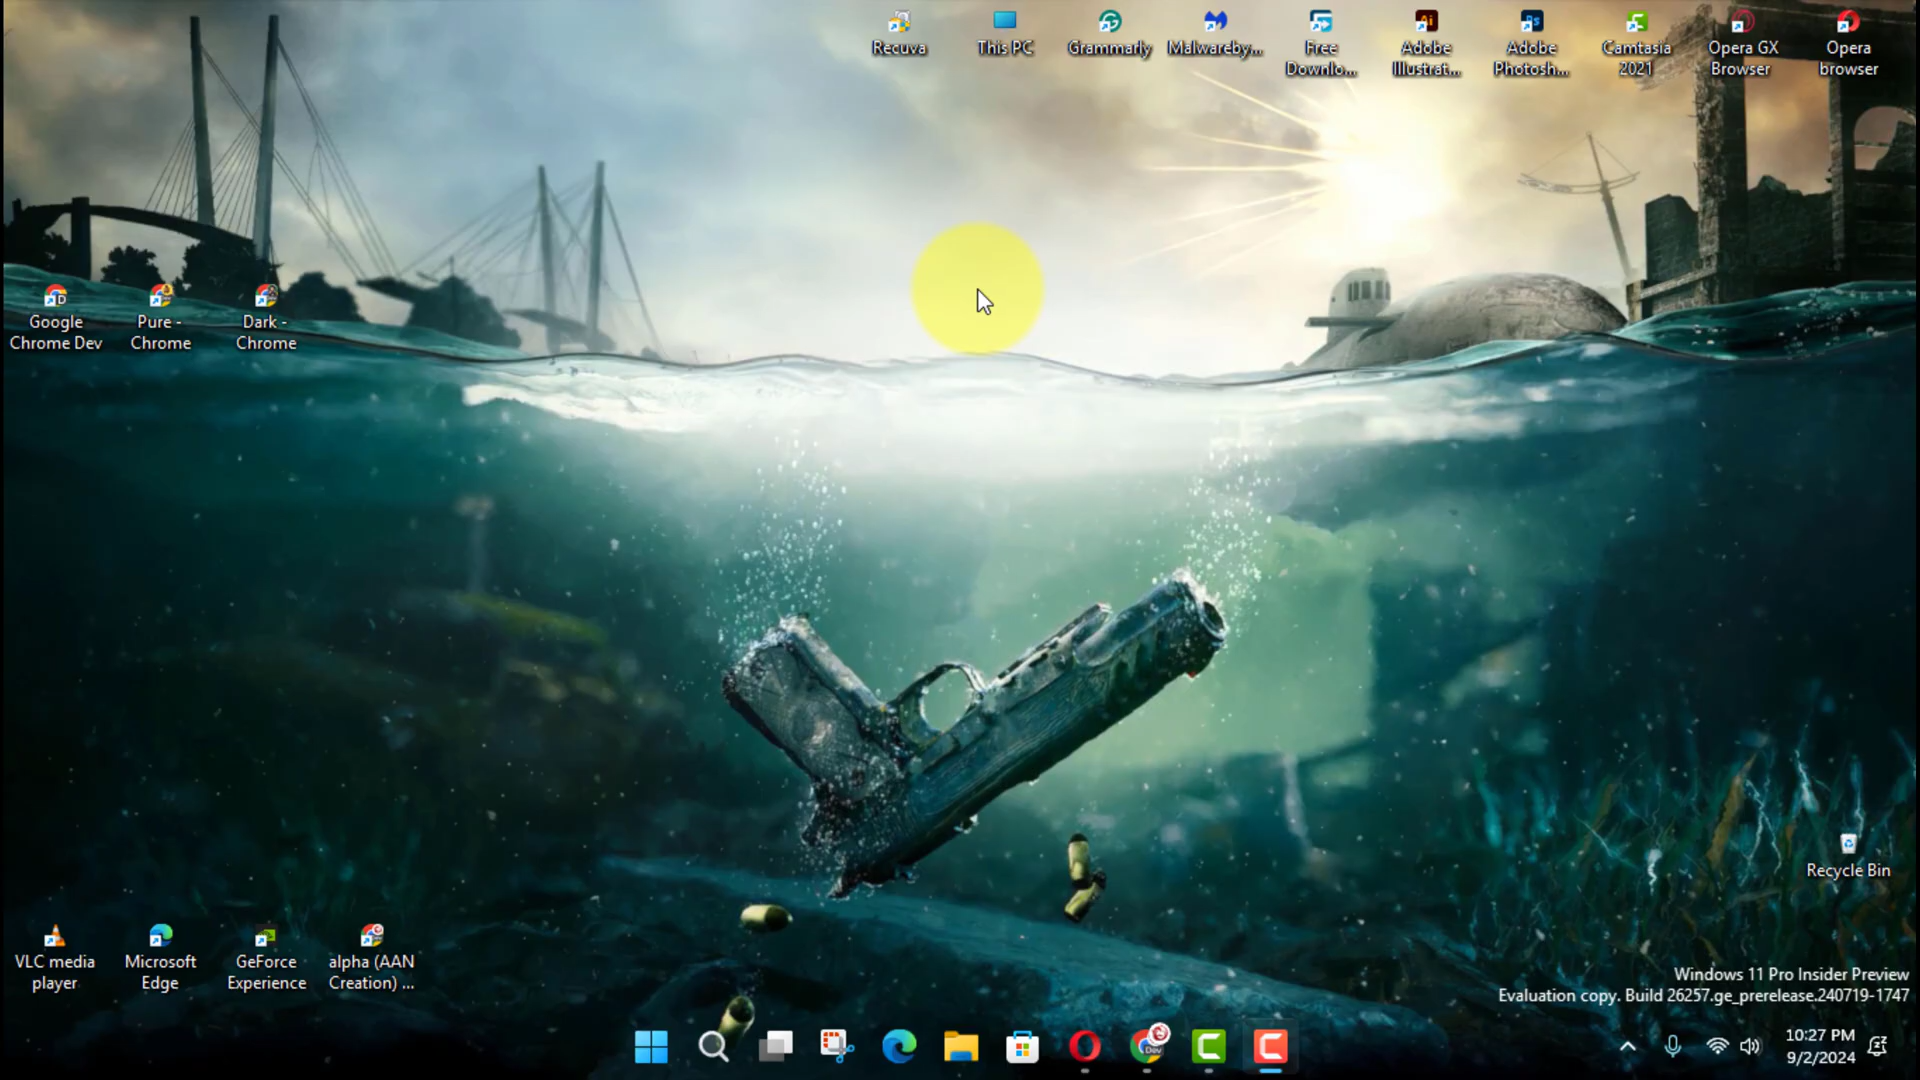 Recuva
This PC
Grammarly
Malwareby...
Free
Downlo...
Adobe
Illustrat...
Adobe
Photosh...
Camtasia
2021
Opera GX
Browser
Opera
browser
Google
Chrome Dev
Pure -
Chrome
Dark -
Chrome
Recycle Bin
VLC media
player
Microsoft
Edge
GeForce
Experience
alpha (AAN
Creation) ...
Windows 11 Pro Insider Preview
Evaluation copy. Build 26257.ge_prerelease.240719-1747
10:27 PM
9/2/2024